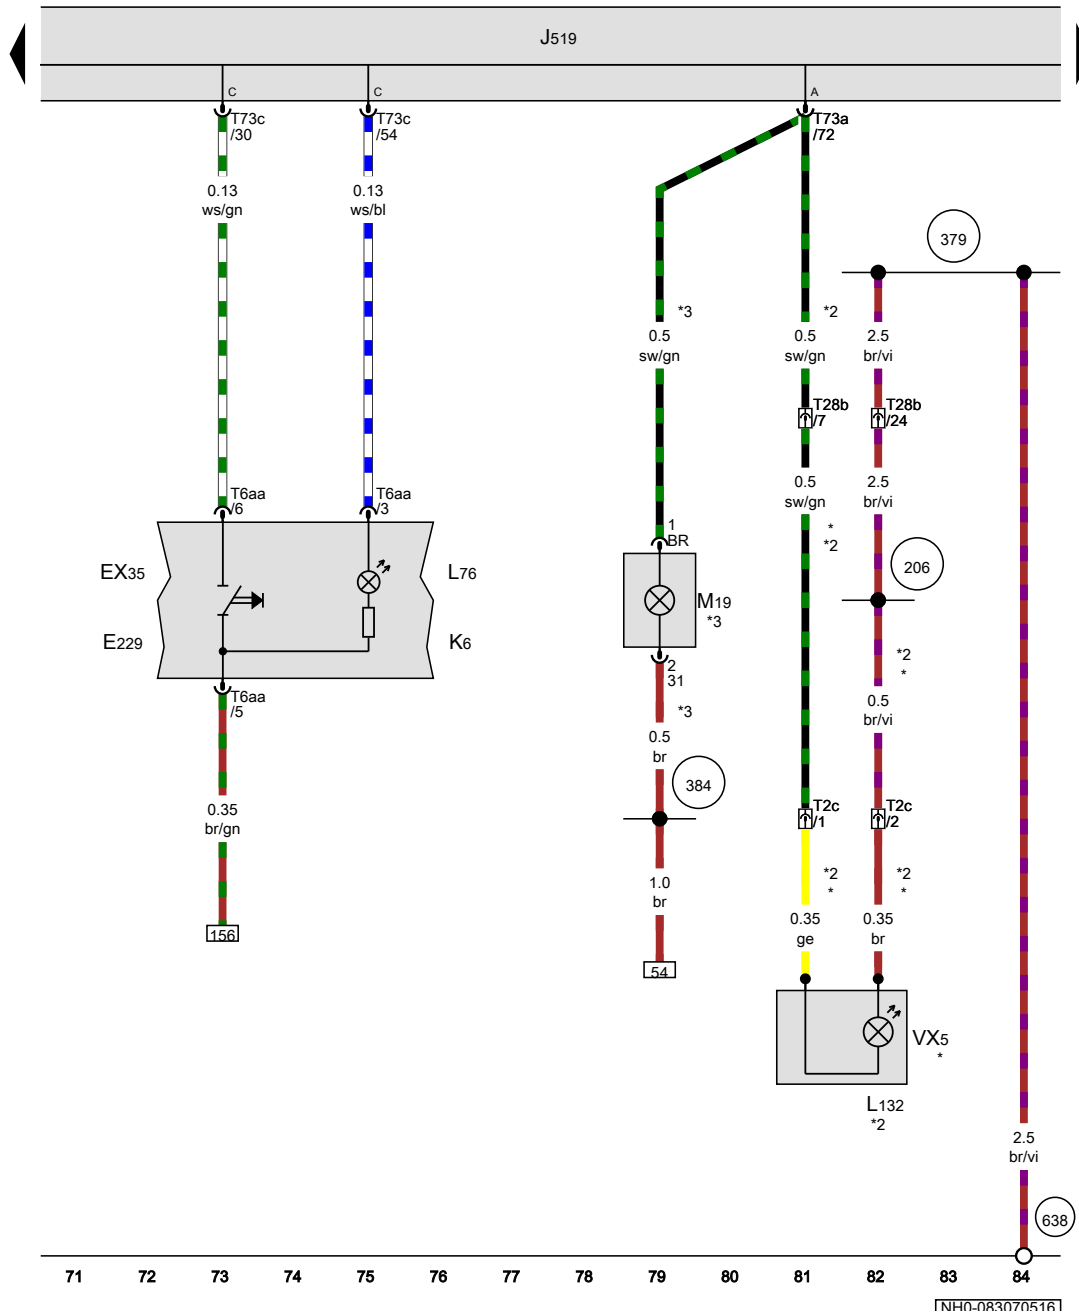 J519
C
C
A
T73c
/30
T73c
/54
T73a
/72
0.13
ws/gn
0.13
ws/bl
379
*3
*2
0.5
sw/gn
0.5
sw/gn
2.5
br/vi
T28b
/7
T28b
/24
T6aa
/6
T6aa
/3
0.5
sw/gn
2.5
br/vi
1
BR
*
*2
EX35
L76
206
M19
*3
E229
K6
*2
*
2
31
T6aa
/5
*3
0.5
br/vi
0.5
br
384
0.35
br/gn
T2c
/1
T2c
/2
1.0
br
*2
*
*2
*
156
0.35
ge
0.35
br
54
VX5
*
L132
*2
2.5
br/vi
638
71 72 73 74 75 76 77 78 79 80 81 82 83 84
NH0-083070516